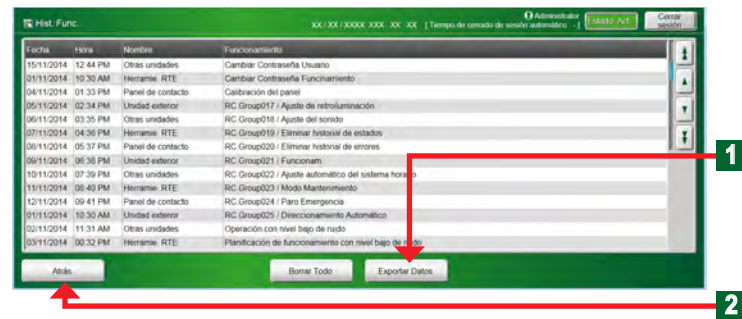 Hist. Func.
XX / XX / XXXX XXX XX : XX [ Tiempo de cerrado de sesión automático : - ]
Administrator
Estado: Act.
Cerrar sesión
Fecha Hora Nombre Funcionamiento
15/11/2014 12:44 PM Otras unidades Cambiar Contraseña Usuario
01/11/2014 10:30 AM Herramie. RTE Cambiar Contraseña Funcinamiento
04/11/2014 01:33 PM Panel de contacto Calibración del panel
05/11/2014 02:34 PM Unidad exterior RC Group017 / Ajuste de retroiluminación
06/11/2014 03:35 PM Otras unidades RC Group018 / Ajuste del sonido
07/11/2014 04:36 PM Herramie. RTE RC Group019 / Eliminar historial de estados
08/11/2014 05:37 PM Panel de contacto RC Group020 / Eliminar historial de errores
09/11/2014 06:38 PM Unidad exterior RC Group021 / Funcionam.
10/11/2014 07:39 PM Otras unidades RC Group022 / Ajuste automático del sistema horario
11/11/2014 08:40 PM Herramie. RTE RC Group023 / Modo Mantenimiento
12/11/2014 09:41 PM Panel de contacto RC Group024 / Paro Emergencia
01/11/2014 10:30 AM Unidad exterior RC Group025 / Direccionamiento Automático
02/11/2014 11:31 AM Otras unidades Operación con nivel bajo de ruido
03/11/2014 00:32 PM Herramie. RTE Planificación de funcionamiento con nivel bajo de ruido
1
Atrás
Borrar Todo
Exportar Datos
2